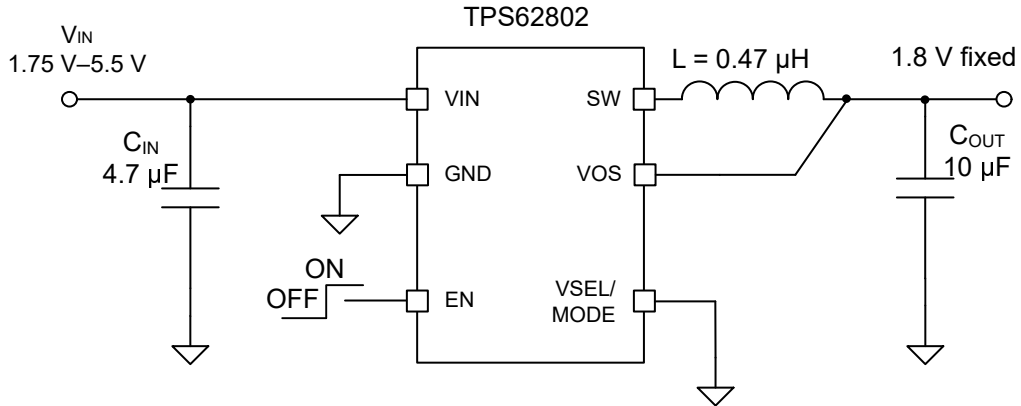 TPS62802
VIN
1.75 V–5.5 V
L = 0.47 µH
1.8 V fixed
VIN
SW
CIN
4.7 µF
GND
VOS
COUT
10 µF
ON
OFF
EN
VSEL/
MODE